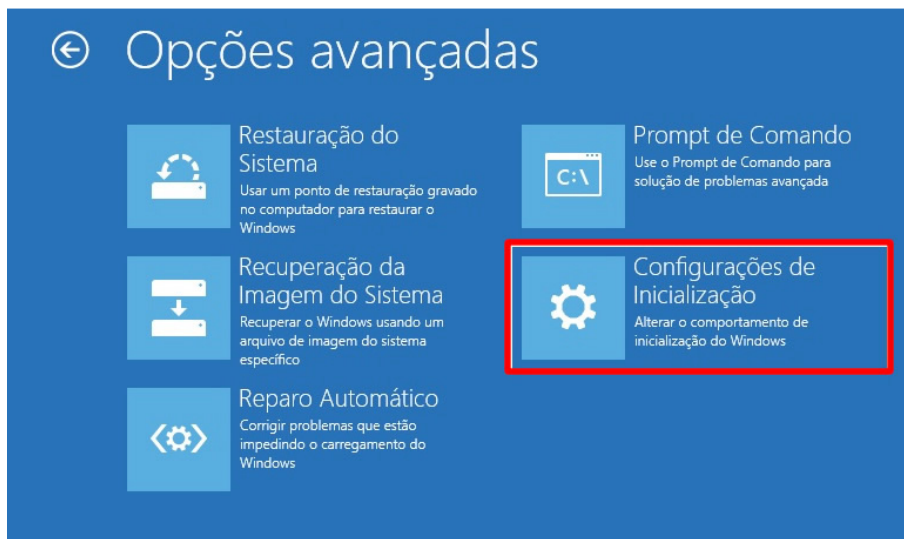 Opções avançadas
Restauração do
Sistema
Usar um ponto de restauração gravado
no computador para restaurar o
Windows
Recuperação da
Imagem do Sistema
Recuperar o Windows usando um
arquivo de imagem do sistema
específico
Reparo Automático
Corrigir problemas que estão
impedindo o carregamento do
Windows
C:\
Prompt de Comando
Use o Prompt de Comando para
solução de problemas avançada
Configurações de
Inicialização
Alterar o comportamento de
inicialização do Windows